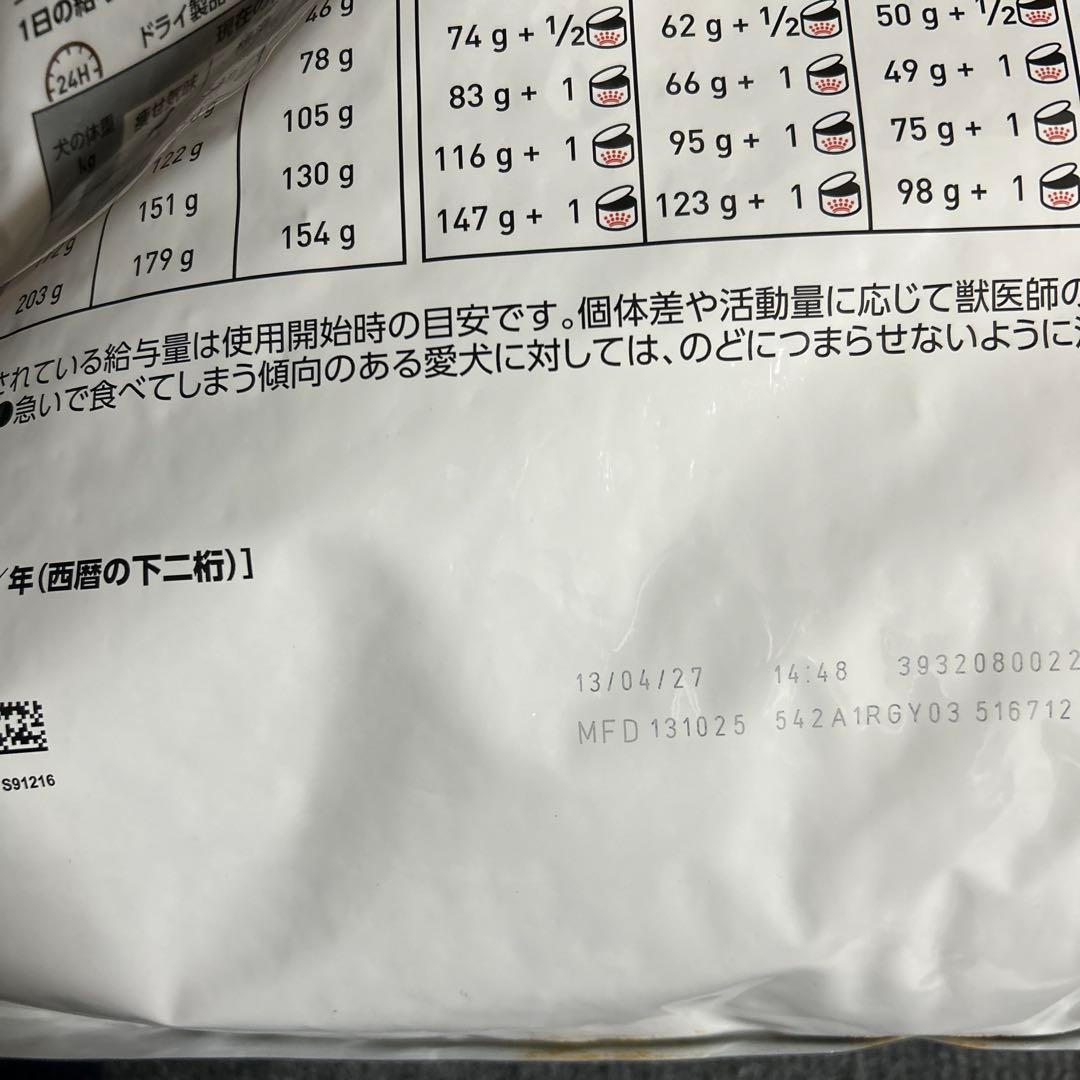 1日の給
ドライ製品
24H
犬の体重
kg
痩せ気味
46 g
78 g
105 g
122 g
130 g
151 g
154 g
179 g
203 g
74 g + 1/2
62 g + 1/2
50 g + 1/2
83 g + 1
66 g + 1
49 g + 1
116 g + 1
95 g + 1
75 g + 1
147 g + 1
123 g + 1
98 g + 1
されている給与量は使用開始時の目安です。個体差や活動量に応じて獣医師の
●急いで食べてしまう傾向のある愛犬に対しては、のどにつまらせないように
/年(西暦の下二桁)]
13/04/27 14:48 3932080022
MFD 131025 542A1RGY03 516712
S91216